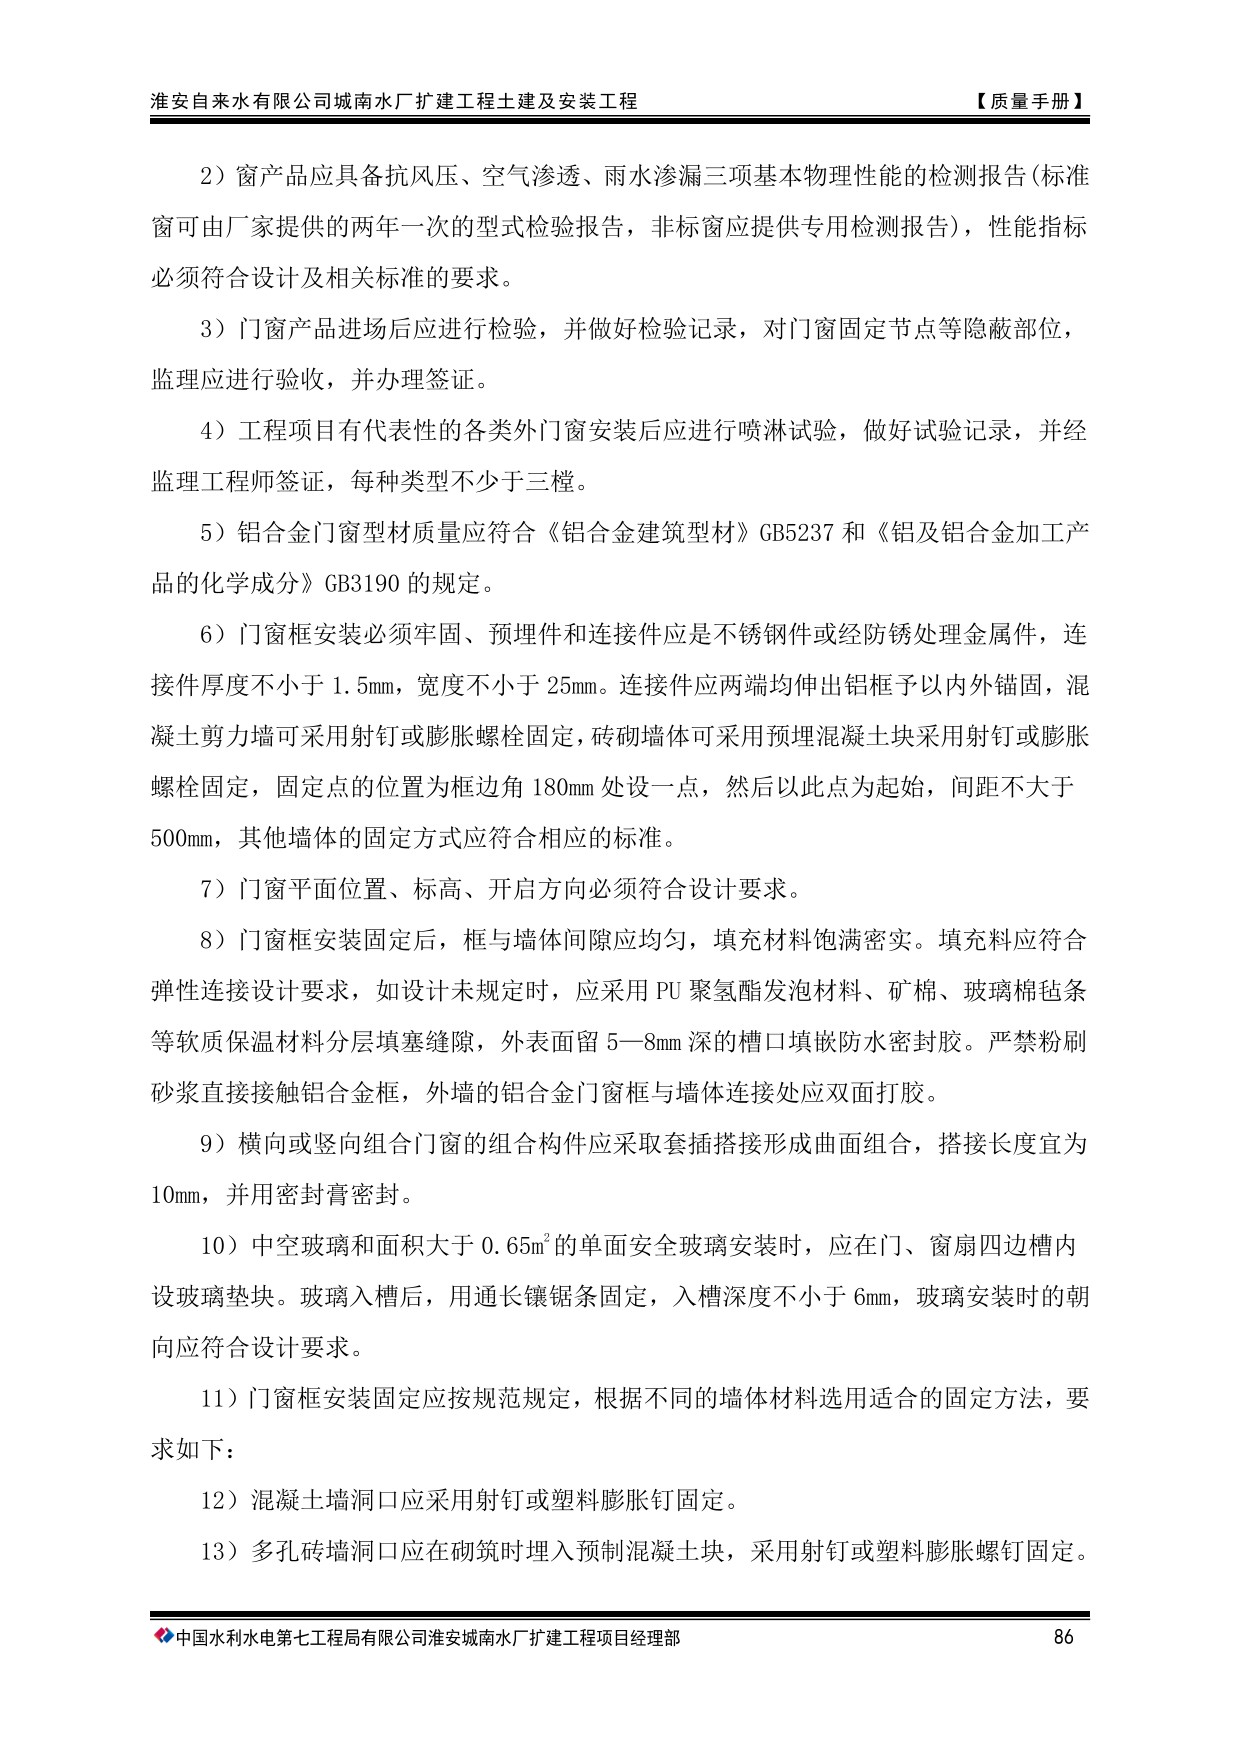 淮安自来水有限公司城南水厂扩建工程土建及安装工程 【质量手册】
2）窗产品应具备抗风压、空气渗透、雨水渗漏三项基本物理性能的检测报告(标准
窗可由厂家提供的两年一次的型式检验报告，非标窗应提供专用检测报告)，性能指标
必须符合设计及相关标准的要求。
3）门窗产品进场后应进行检验，并做好检验记录，对门窗固定节点等隐蔽部位，
监理应进行验收，并办理签证。
4）工程项目有代表性的各类外门窗安装后应进行喷淋试验，做好试验记录，并经
监理工程师签证，每种类型不少于三樘。
5）铝合金门窗型材质量应符合《铝合金建筑型材》GB5237 和《铝及铝合金加工产
品的化学成分》GB3190 的规定。
6）门窗框安装必须牢固、预埋件和连接件应是不锈钢件或经防锈处理金属件，连
接件厚度不小于 1.5mm，宽度不小于 25mm。连接件应两端均伸出铝框予以内外锚固，混
凝土剪力墙可采用射钉或膨胀螺栓固定，砖砌墙体可采用预埋混凝土块采用射钉或膨胀
螺栓固定，固定点的位置为框边角 180mm 处设一点，然后以此点为起始，间距不大于
500mm，其他墙体的固定方式应符合相应的标准。
7）门窗平面位置、标高、开启方向必须符合设计要求。
8）门窗框安装固定后，框与墙体间隙应均匀，填充材料饱满密实。填充料应符合
弹性连接设计要求，如设计未规定时，应采用 PU 聚氢酯发泡材料、矿棉、玻璃棉毡条
等软质保温材料分层填塞缝隙，外表面留 5—8mm 深的槽口填嵌防水密封胶。严禁粉刷
砂浆直接接触铝合金框，外墙的铝合金门窗框与墙体连接处应双面打胶。
9）横向或竖向组合门窗的组合构件应采取套插搭接形成曲面组合，搭接长度宜为
10mm，并用密封膏密封。
10）中空玻璃和面积大于 0.65m²的单面安全玻璃安装时，应在门、窗扇四边槽内
设玻璃垫块。玻璃入槽后，用通长镶锯条固定，入槽深度不小于 6mm，玻璃安装时的朝
向应符合设计要求。
11）门窗框安装固定应按规范规定，根据不同的墙体材料选用适合的固定方法，要
求如下：
12）混凝土墙洞口应采用射钉或塑料膨胀钉固定。
13）多孔砖墙洞口应在砌筑时埋入预制混凝土块，采用射钉或塑料膨胀螺钉固定。
中国水利水电第七工程局有限公司淮安城南水厂扩建工程项目经理部 86